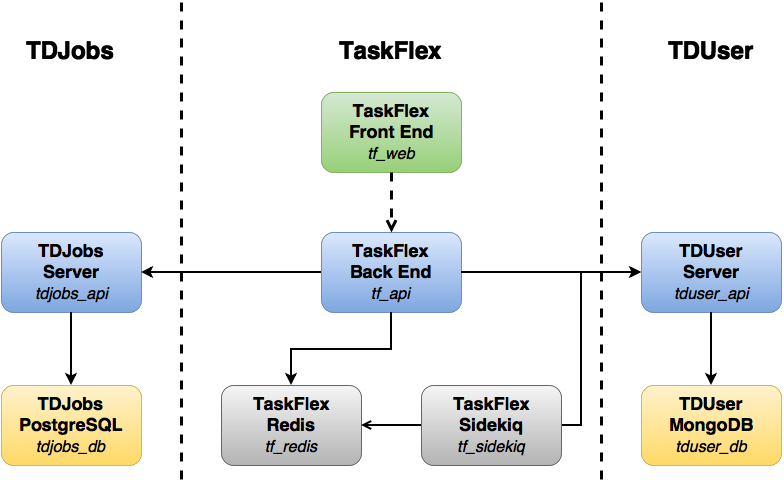 TDJobs
TaskFlex
TDUser
TaskFlex
Front End
tf_web
TDJobs
Server
tdjobs_api
TaskFlex
Back End
tf_api
TDUser
Server
tduser_api
TDJobs
PostgreSQL
tdjobs_db
TaskFlex
Redis
tf_redis
TaskFlex
Sidekiq
tf_sidekiq
TDUser
MongoDB
tduser_db